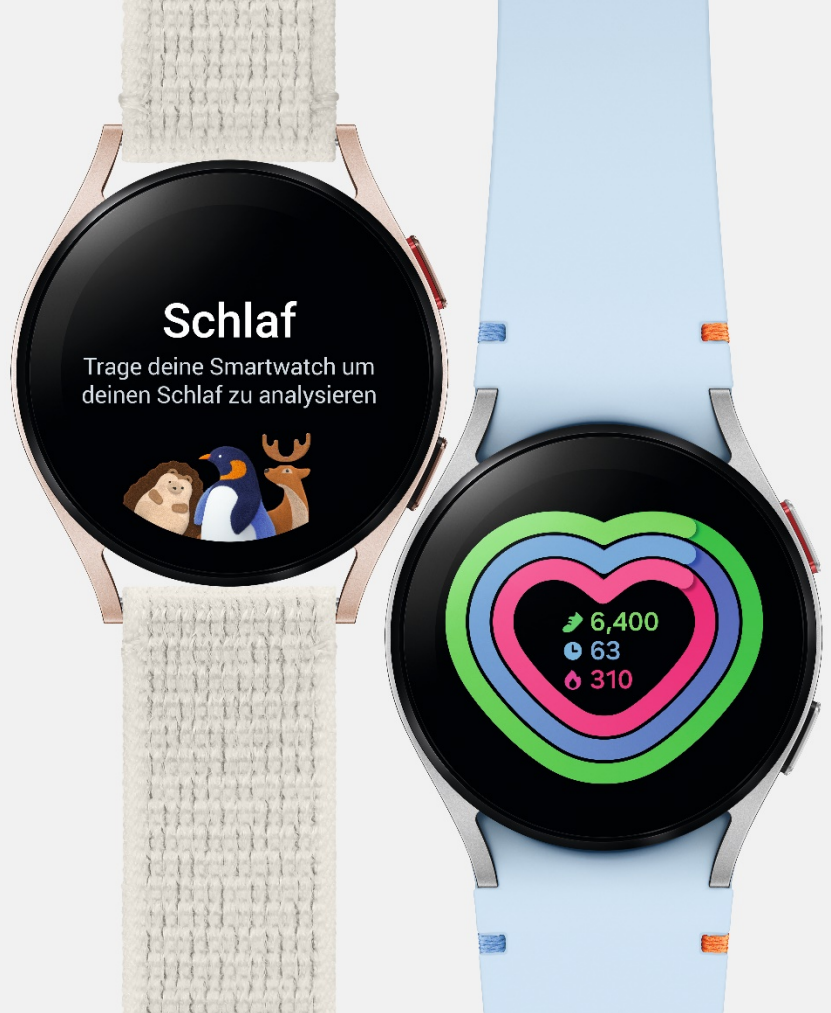 Schlaf
Trage deine Smartwatch um
deinen Schlaf zu analysieren
6,400
63
310